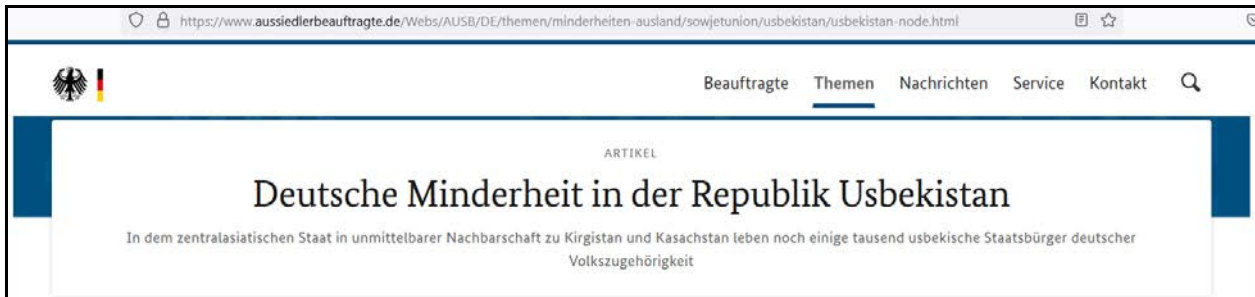 https://www.aussiedlerbeauftragte.de/Webs/AUSB/DE/themen/minderheiten-ausland/sowjetunion/usbekistan/usbekistan-node.html
Beauftragte Themen Nachrichten Service Kontakt
ARTIKEL
Deutsche Minderheit in der Republik Usbekistan
In dem zentralasiatischen Staat in unmittelbarer Nachbarschaft zu Kirgistan und Kasachstan leben noch einige tausend usbekische Staatsbürger deutscher
Volkszugehörigkeit